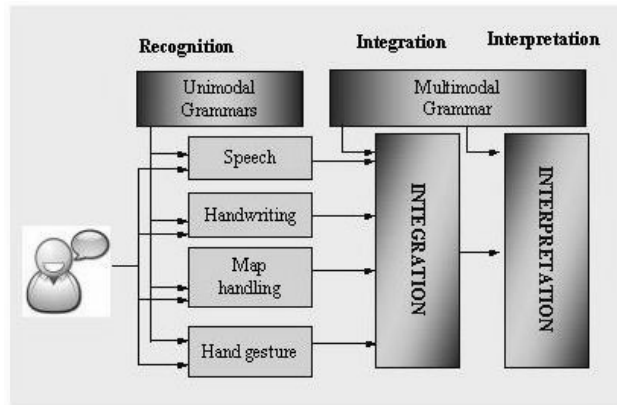 Recognition
Integration
Interpretation
Unimodal
Grammars
Multimodal
Grammar
Speech
Handwriting
Map
handling
Hand gesture
INTEGRATION
INTERPRETATION